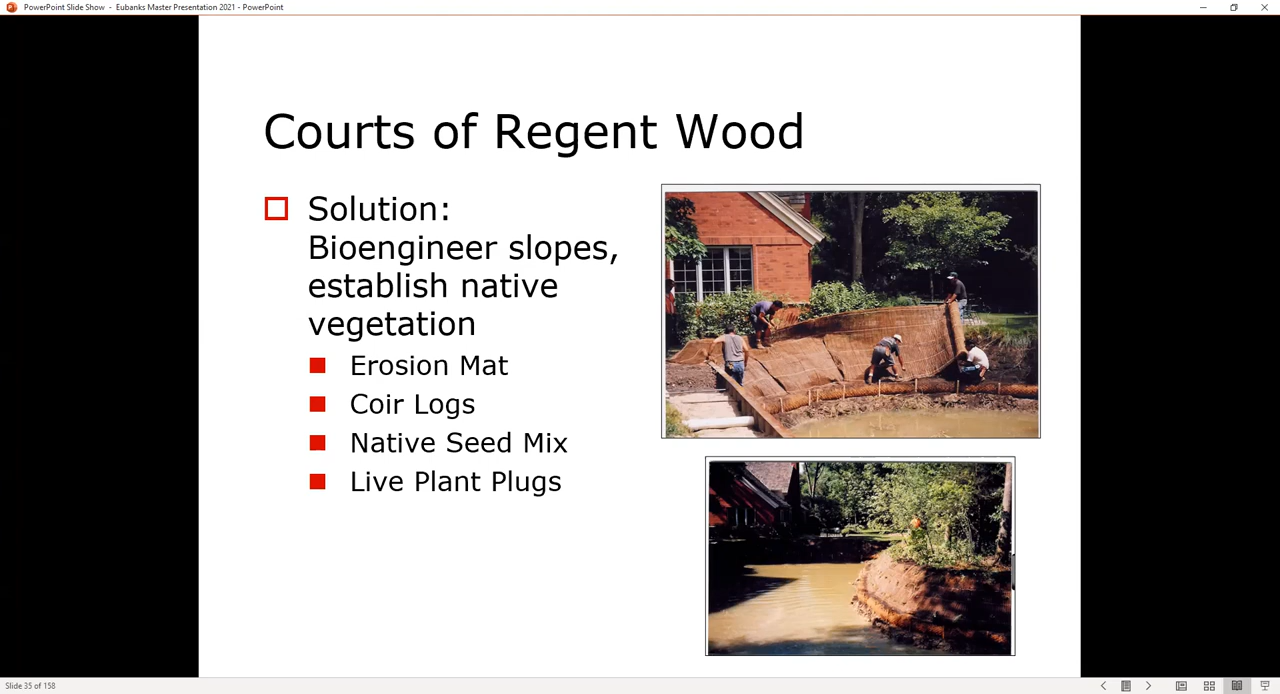 PowerPoint Slide Show - Eubanks Master Presentation 2021 - PowerPoint
Courts of Regent Wood
Solution:
Bioengineer slopes,
establish native
vegetation
Erosion Mat
Coir Logs
Native Seed Mix
Live Plant Plugs
Slide 35 of 158